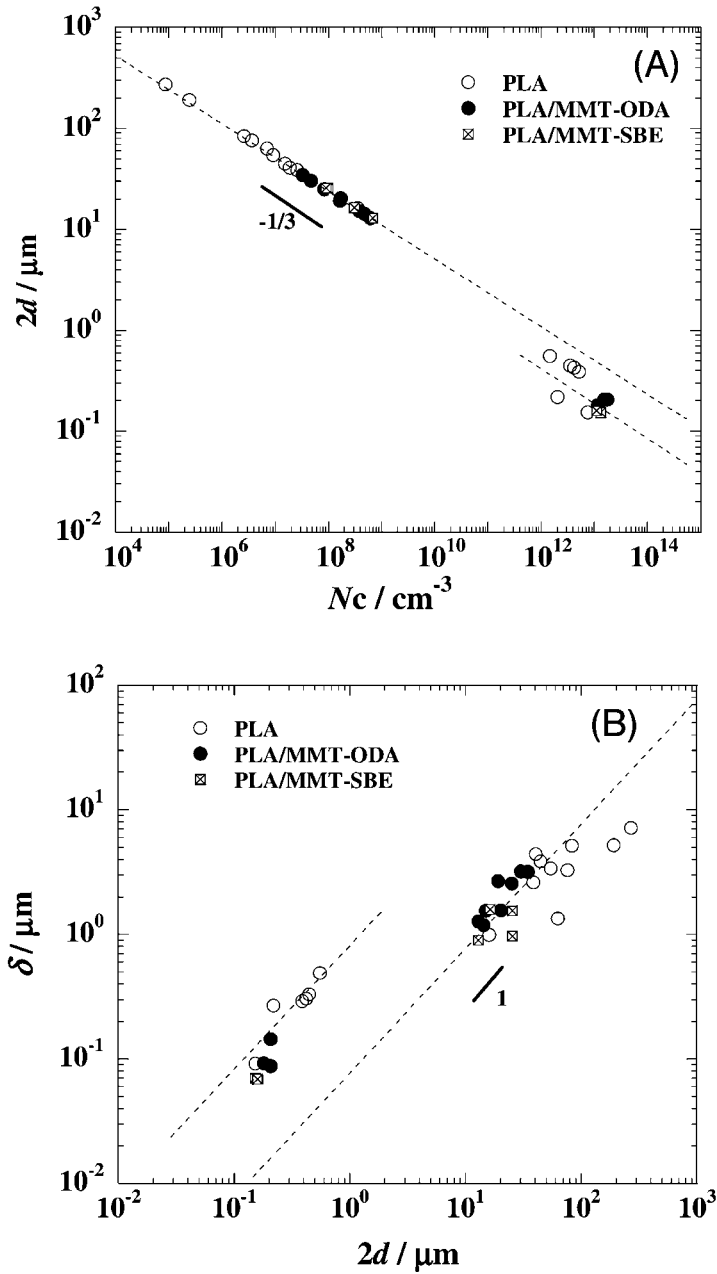 10³
(A)
PLA
PLA/MMT-ODA
PLA/MMT-SBE
10²
10¹
-1/3
2d / μm
10⁰
10⁻¹
10⁻²
10⁴ 10⁶ 10⁸ 10¹⁰ 10¹² 10¹⁴
Nc / cm⁻³
10²
(B)
PLA
PLA/MMT-ODA
PLA/MMT-SBE
10¹
δ / μm
10⁰
1
10⁻¹
10⁻²
10⁻² 10⁻¹ 10⁰ 10¹ 10² 10³
2d / μm